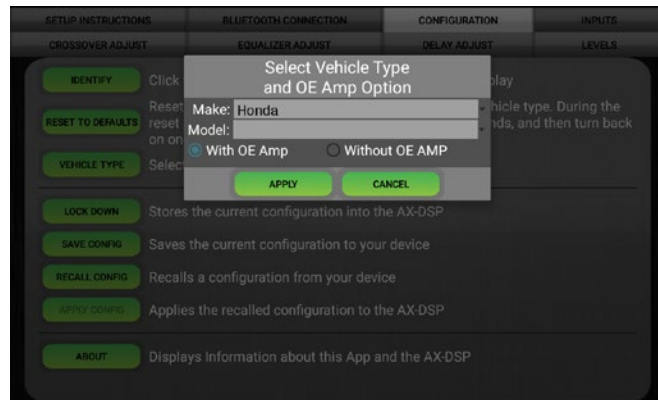 SETUP INSTRUCTIONS BLUETOOTH CONNECTION CONFIGURATION INPUTS
CROSSOVER ADJUST EQUALIZER ADJUST DELAY ADJUST LEVELS
Select Vehicle Type
and OE Amp Option
IDENTIFY Click play
Make: Honda
Reset hicle type. During the
RESET TO DEFAULTS reset nds, and then turn back
Model:
on on
With OE Amp Without OE AMP
VEHICLE TYPE Selec
APPLY CANCEL
LOCK DOWN Stores the current configuration into the AX-DSP
SAVE CONFIG Saves the current configuration to your device
RECALL CONFIG Recalls a configuration from your device
APPLY CONFIG Applies the recalled configuration to the AX-DSP
ABOUT Displays Information about this App and the AX-DSP